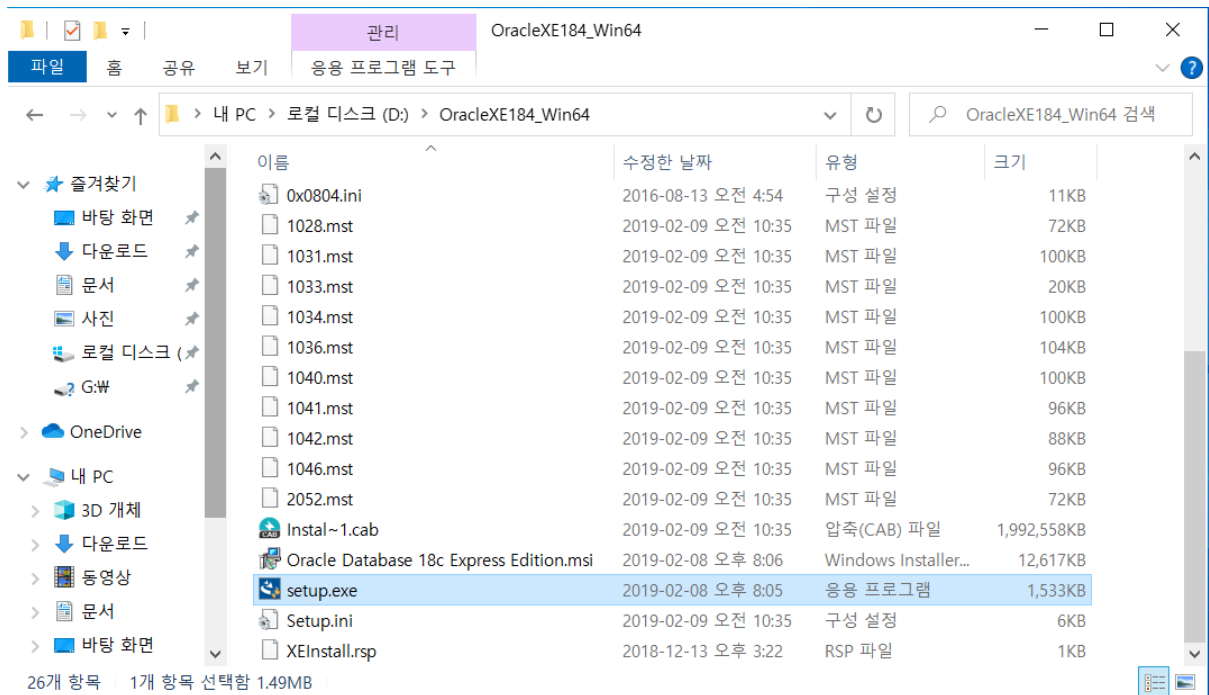 관리 OracleXE184_Win64
파일 홈 공유 보기 응용 프로그램 도구
내 PC > 로컬 디스크 (D:) > OracleXE184_Win64 OracleXE184_Win64 검색
즐겨찾기
바탕 화면
다운로드
문서
사진
로컬 디스크 (
G:₩
OneDrive
내 PC
3D 개체
다운로드
동영상
문서
바탕 화면
이름 수정한 날짜 유형 크기
0x0804.ini 2016-08-13 오전 4:54 구성 설정 11KB
1028.mst 2019-02-09 오전 10:35 MST 파일 72KB
1031.mst 2019-02-09 오전 10:35 MST 파일 100KB
1033.mst 2019-02-09 오전 10:35 MST 파일 20KB
1034.mst 2019-02-09 오전 10:35 MST 파일 100KB
1036.mst 2019-02-09 오전 10:35 MST 파일 104KB
1040.mst 2019-02-09 오전 10:35 MST 파일 100KB
1041.mst 2019-02-09 오전 10:35 MST 파일 96KB
1042.mst 2019-02-09 오전 10:35 MST 파일 88KB
1046.mst 2019-02-09 오전 10:35 MST 파일 96KB
2052.mst 2019-02-09 오전 10:35 MST 파일 72KB
Instal~1.cab 2019-02-09 오전 10:35 압축(CAB) 파일 1,992,558KB
Oracle Database 18c Express Edition.msi 2019-02-08 오후 8:06 Windows Installer... 12,617KB
setup.exe 2019-02-08 오후 8:05 응용 프로그램 1,533KB
Setup.ini 2019-02-09 오전 10:35 구성 설정 6KB
XEInstall.rsp 2018-12-13 오후 3:22 RSP 파일 1KB
26개 항목 1개 항목 선택함 1.49MB